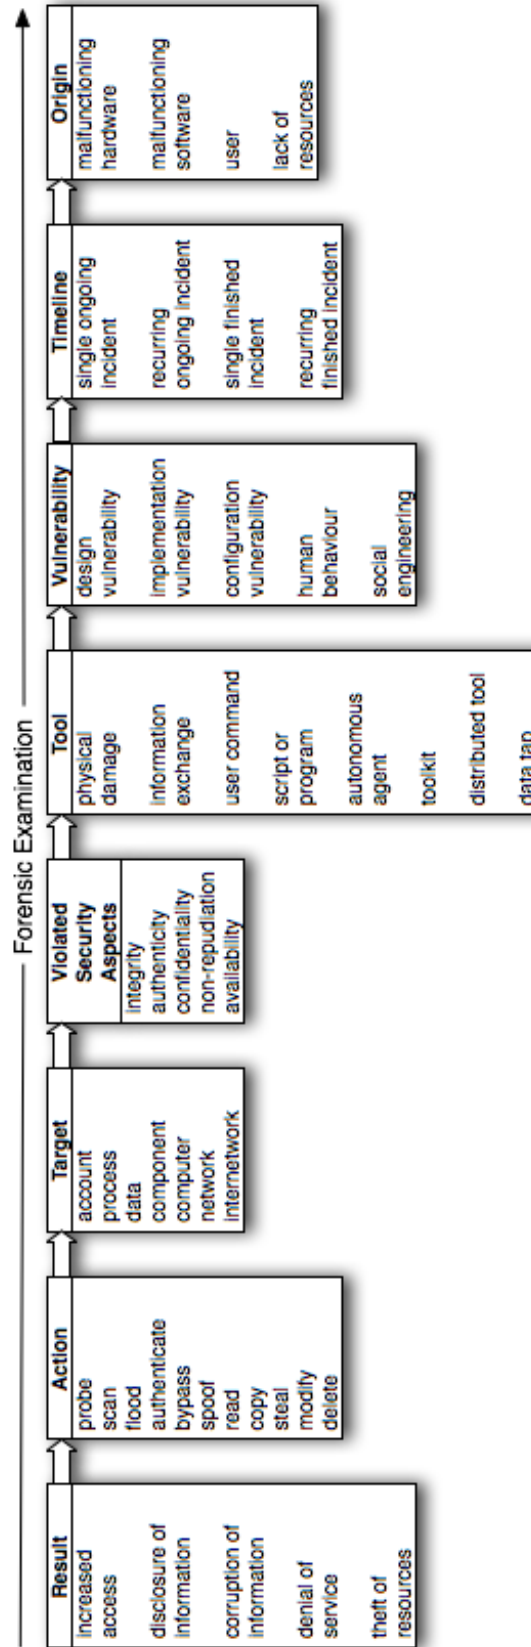 Forensic Examination
Result
increased
access
disclosure of
information
corruption of
information
denial of
service
theft of
resources
Action
probe
scan
flood
authenticate
bypass
spoof
read
copy
steal
modify
delete
Target
account
process
data
component
computer
network
internetwork
Violated
Security
Aspects
integrity
authenticity
confidentiality
non-repudiation
availability
Tool
physical
damage
information
exchange
user command
script or
program
autonomous
agent
toolkit
distributed tool
data tap
Vulnerability
design
vulnerability
implementation
vulnerability
configuration
vulnerability
human
behaviour
social
engineering
Timeline
single ongoing
incident
recurring
ongoing incident
single finished
incident
recurring
finished incident
Origin
malfunctioning
hardware
malfunctioning
software
user
lack of
resources